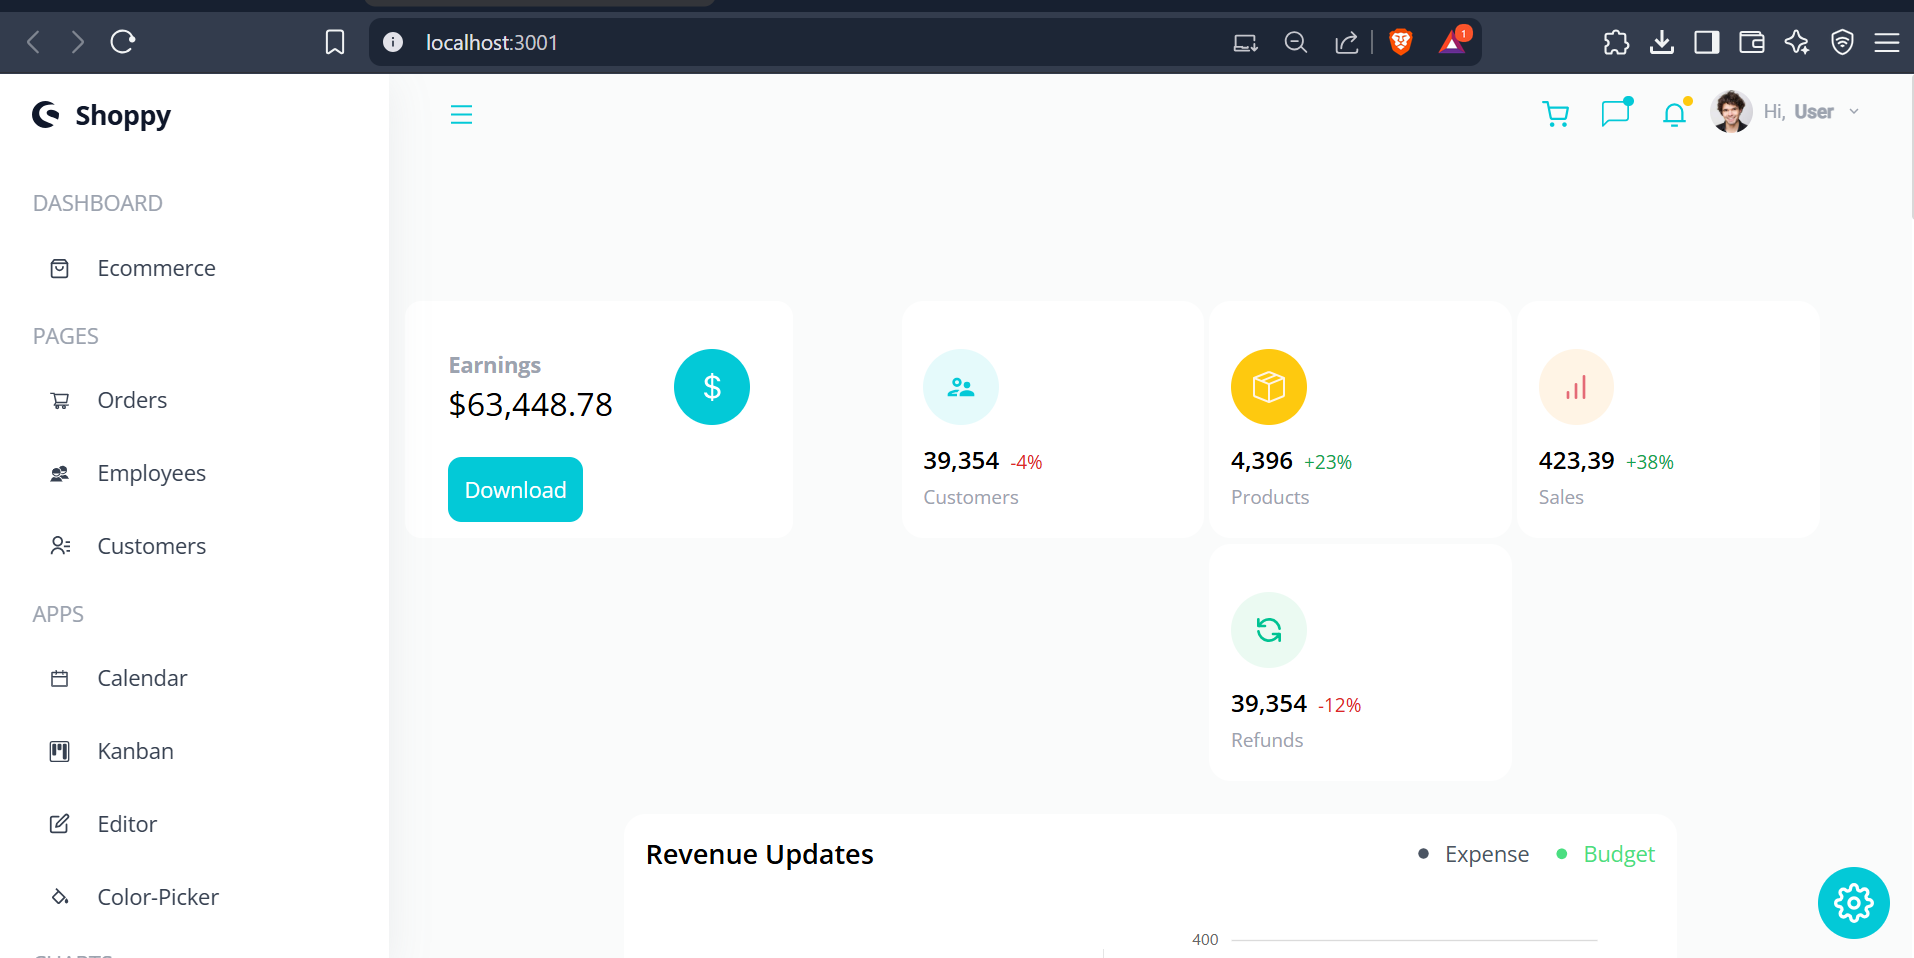 localhost:3001
1
Shoppy
Hi, User
DASHBOARD
Ecommerce
PAGES
Orders
Employees
Customers
APPS
Calendar
Kanban
Editor
Color-Picker
CHARTS
Earnings
$63,448.78
$
Download
39,354 -4%
Customers
4,396 +23%
Products
423,39 +38%
Sales
39,354 -12%
Refunds
Revenue Updates
Expense
Budget
400